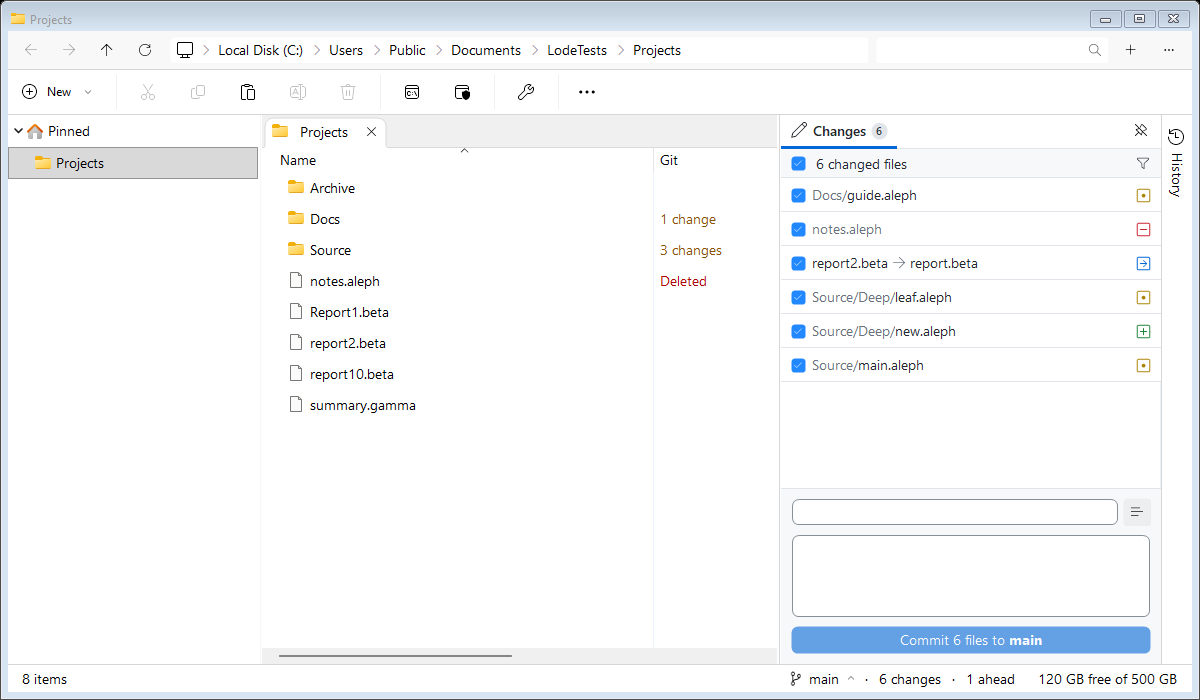 Projects
Local Disk (C:) Users Public Documents LodeTests Projects
New
Pinned
Projects
Projects
Name Git
Archive
Docs 1 change
Source 3 changes
notes.aleph Deleted
Report1.beta
report2.beta
report10.beta
summary.gamma
Changes 6
6 changed files
Docs/guide.aleph
notes.aleph
report2.beta → report.beta
Source/Deep/leaf.aleph
Source/Deep/new.aleph
Source/main.aleph
Commit 6 files to main
History
8 items
main · 6 changes · 1 ahead 120 GB free of 500 GB